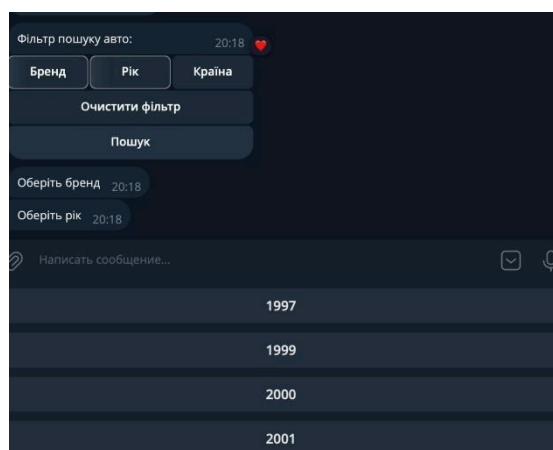 Фільтр пошуку авто: 20:18
Бренд Рік Країна
Очистити фільтр
Пошук
Оберіть бренд 20:18
Оберіть рік 20:18
Написать сообщение...
1997
1999
2000
2001